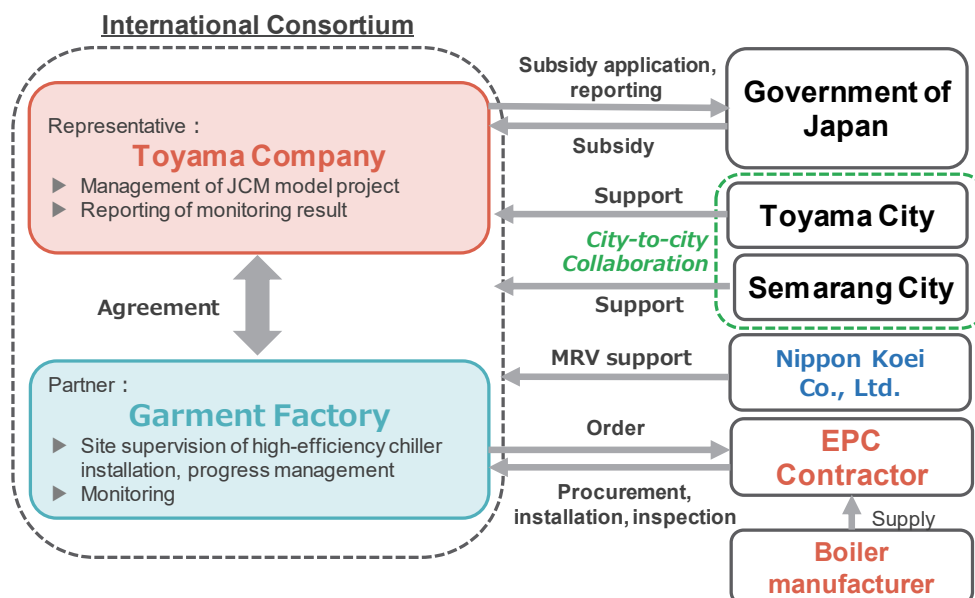 International Consortium
Representative：
Toyama Company
▶ Management of JCM model project
▶ Reporting of monitoring result
Agreement
Partner：
Garment Factory
▶ Site supervision of high-efficiency chiller
installation, progress management
▶ Monitoring
Subsidy application,
reporting
Subsidy
Government of
Japan
Support
Toyama City
City-to-city
Collaboration
Semarang City
Support
MRV support
Nippon Koei
Co., Ltd.
Order
EPC
Contractor
Procurement,
installation, inspection
Supply
Boiler
manufacturer